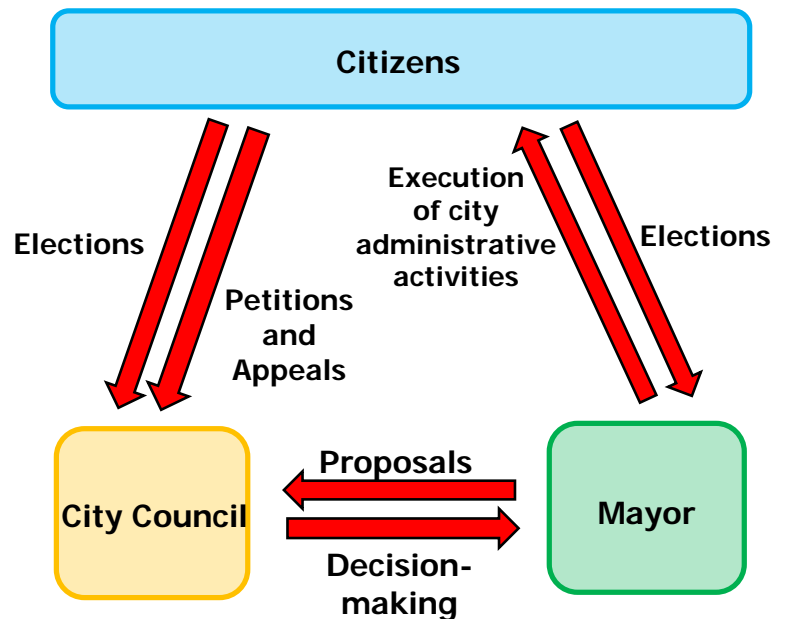 Citizens
Elections
Petitions
and
Appeals
Execution
of city
administrative
activities
Elections
City Council
Proposals
Decision-
making
Mayor